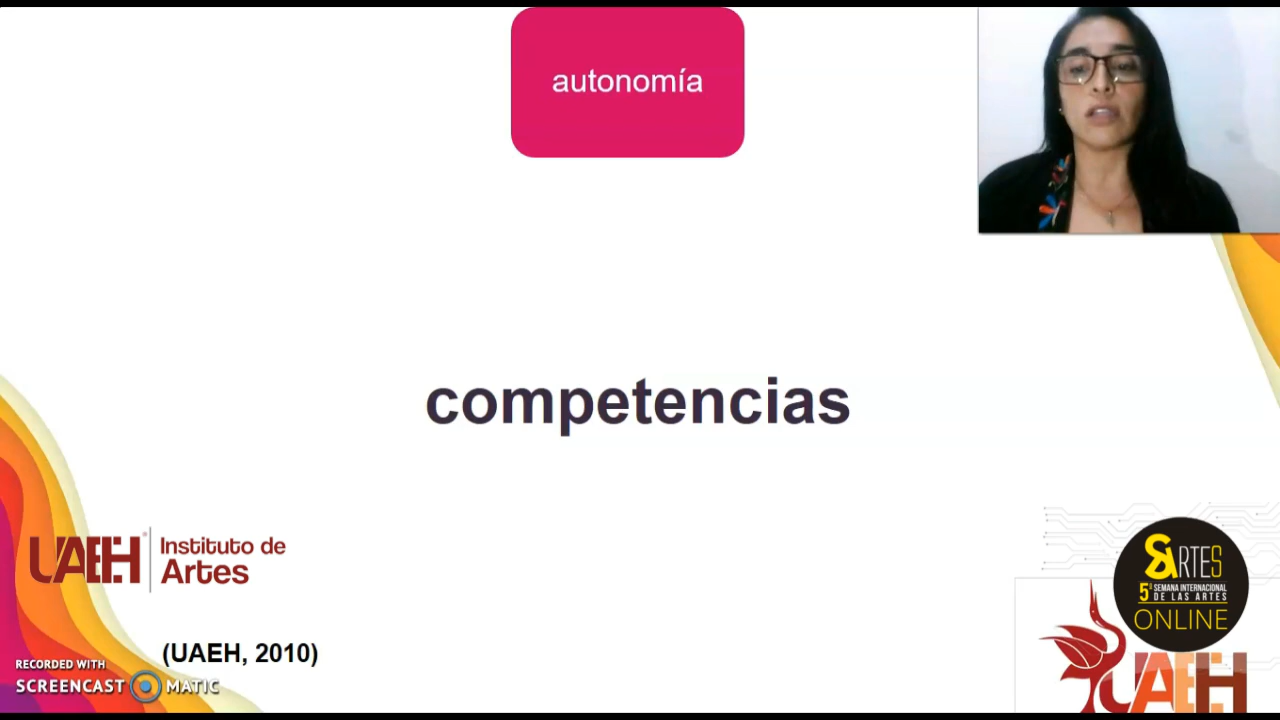 autonomía
competencias
UAEH
Instituto de
Artes
(UAEH, 2010)
RECORDED WITH
SCREENCAST MATIC
SARTES
5ª SEMANA INTERNACIONAL
DE LAS ARTES
ONLINE
UAEH